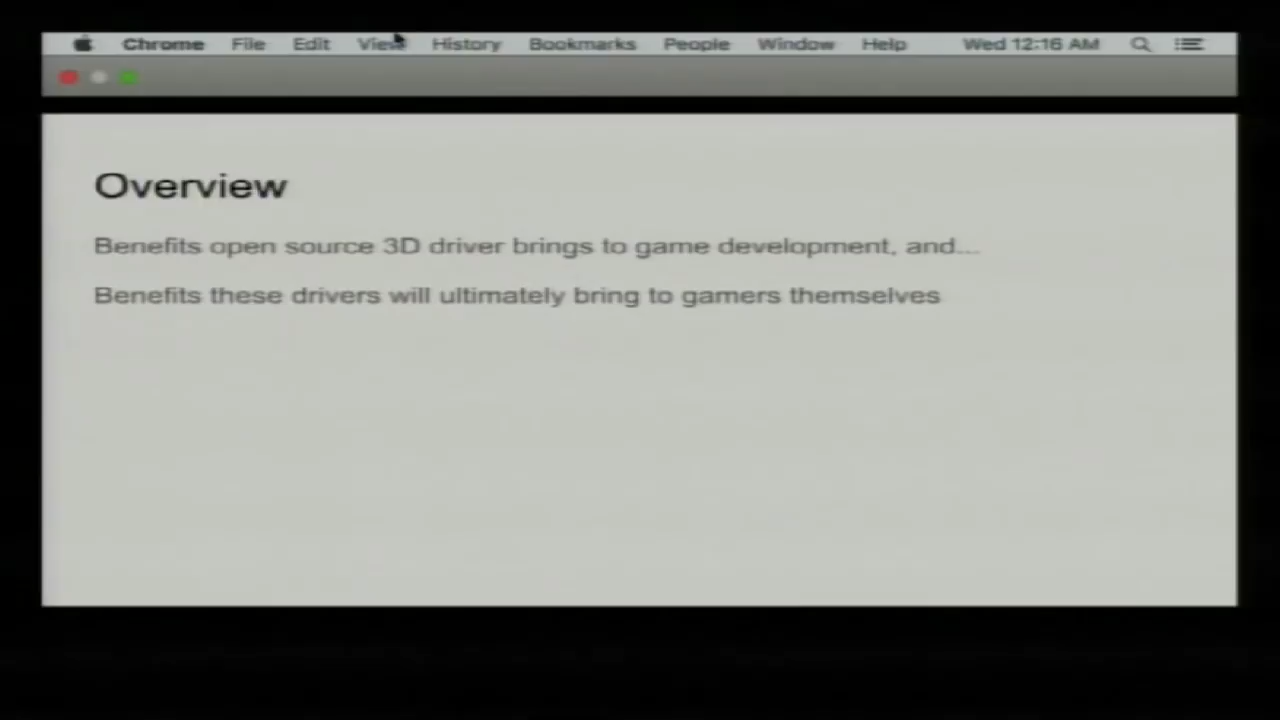 Chrome File Edit View History Bookmarks People Window Help Wed 12:16 AM
Overview
Benefits open source 3D driver brings to game development, and...
Benefits these drivers will ultimately bring to gamers themselves